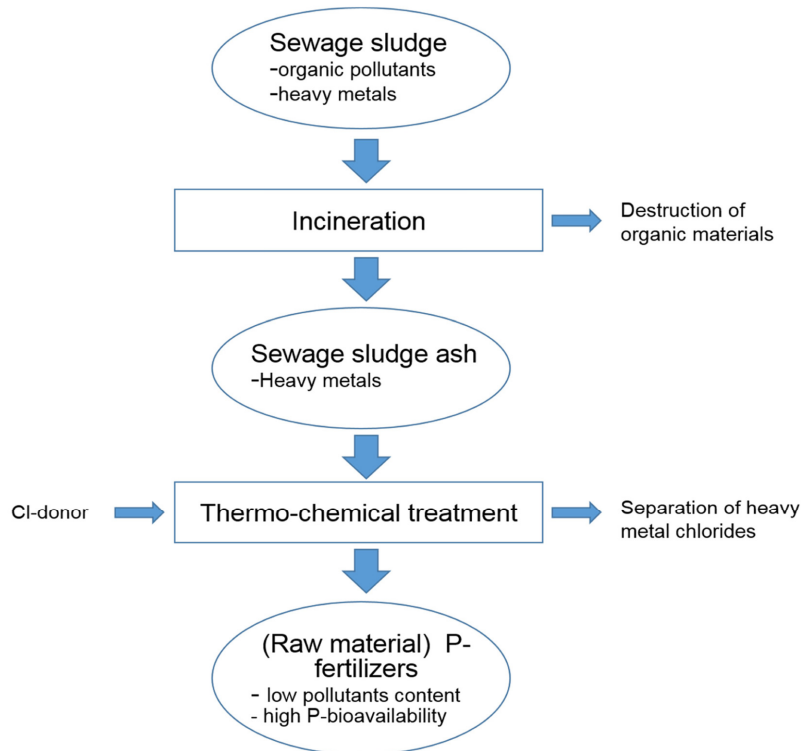 Sewage sludge
-organic pollutants
-heavy metals
Incineration
Destruction of
organic materials
Sewage sludge ash
-Heavy metals
Cl-donor
Thermo-chemical treatment
Separation of heavy
metal chlorides
(Raw material) P-
fertilizers
- low pollutants content
- high P-bioavailability